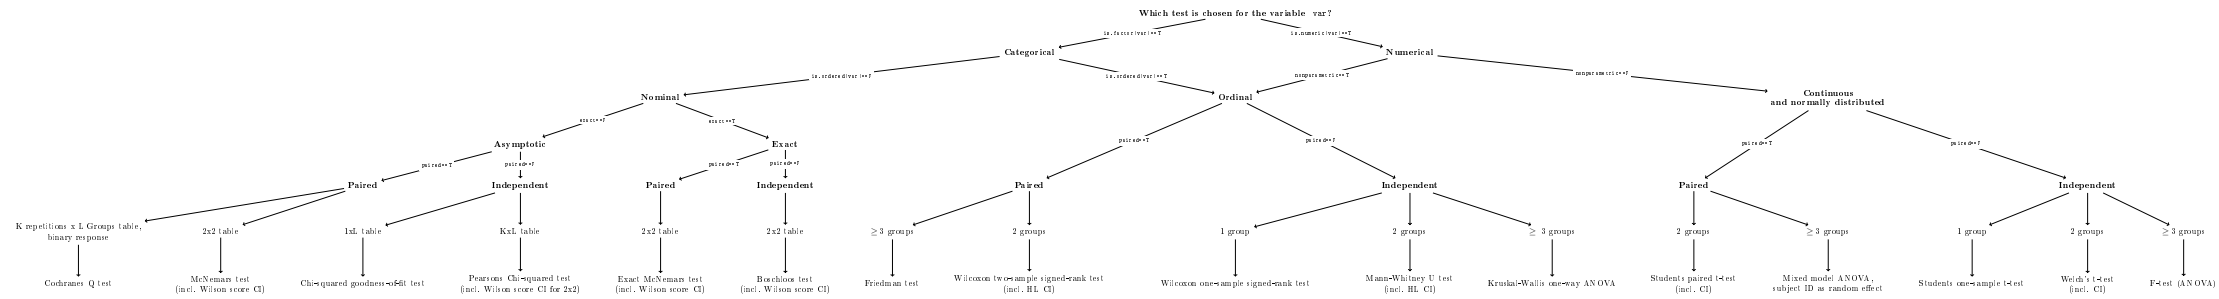 Which test is chosen for the variable var?
is.factor(var)==T
is.numeric(var)==T
Categorical
Numerical
is.ordered(var)==F
is.ordered(var)==T
nonparametric==T
nonparametric==F
Nominal
Ordinal
Continuous
and normally distributed
exact==F
exact==T
paired==T
paired==F
paired==T
paired==F
Asymptotic
Exact
paired==T
paired==F
paired==T
paired==F
Paired
Independent
Paired
Independent
Paired
Independent
Paired
Independent
K repetitions x L Groups table,
binary response
2x2 table
1xL table
KxL table
2x2 table
2x2 table
≥3 groups
2 groups
1 group
2 groups
≥ 3 groups
2 groups
≥3 groups
1 group
2 groups
≥3 groups
Cochranes Q test
McNemars test
(incl. Wilson score CI)
Chi-squared goodness-of-fit test
Pearsons Chi-squared test
(incl. Wilson score CI for 2x2)
Exact McNemars test
(incl. Wilson score CI)
Boschloos test
(incl. Wilson score CI)
Friedman test
Wilcoxon two-sample signed-rank test
(incl. HL CI)
Wilcoxon one-sample signed-rank test
Mann-Whitney U test
(incl. HL CI)
Kruskal-Wallis one-way ANOVA
Students paired t-test
(incl. CI)
Mixed model ANOVA,
subject ID as random effect
Students one-sample t-test
Welch's t-test
(incl. CI)
F-test (ANOVA)